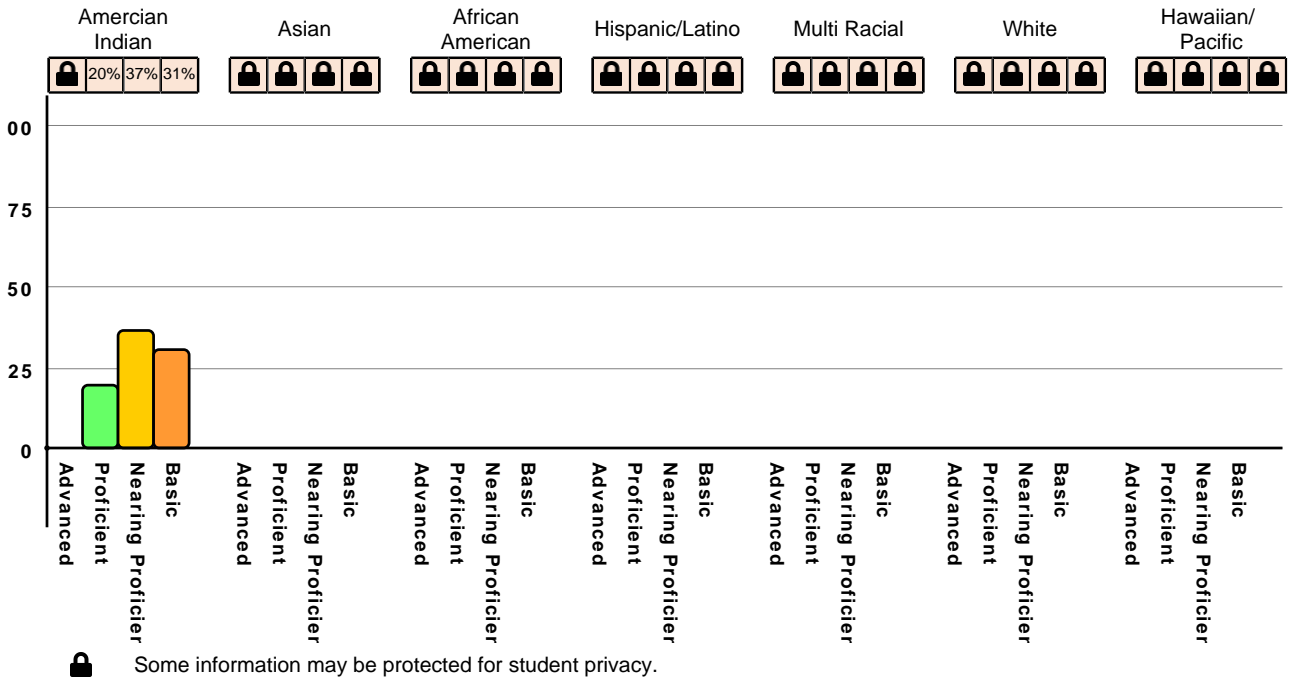 Amercian
Indian
Asian
African
American
Hispanic/Latino
Multi Racial
White
Hawaiian/
Pacific
20% 37% 31%
00
75
50
25
0
Advanced
Proficient
Nearing Proficier
Basic
Advanced
Proficient
Nearing Proficier
Basic
Advanced
Proficient
Nearing Proficier
Basic
Advanced
Proficient
Nearing Proficier
Basic
Advanced
Proficient
Nearing Proficier
Basic
Advanced
Proficient
Nearing Proficier
Basic
Advanced
Proficient
Nearing Proficier
Basic
Some information may be protected for student privacy.